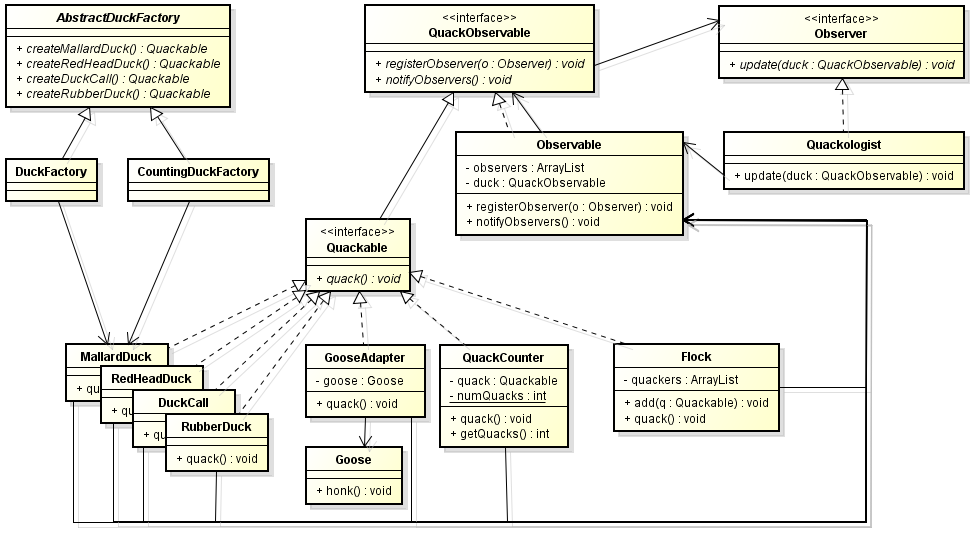 AbstractDuckFactory
+ createMallardDuck() : Quackable
+ createRedHeadDuck() : Quackable
+ createDuckCall() : Quackable
+ createRubberDuck() : Quackable
<<interface>>
QuackObservable
+ registerObserver(o : Observer) : void
+ notifyObservers() : void
<<interface>>
Observer
+ update(duck : QuackObservable) : void
DuckFactory
CountingDuckFactory
Observable
- observers : ArrayList
- duck : QuackObservable
+ registerObserver(o : Observer) : void
+ notifyObservers() : void
Quackologist
+ update(duck : QuackObservable) : void
<<interface>>
Quackable
+ quack() : void
MallardDuck
+ qu
RedHeadDuck
+ qu
DuckCall
+ qu
RubberDuck
+ quack() : void
GooseAdapter
- goose : Goose
+ quack() : void
Goose
+ honk() : void
QuackCounter
- quack : Quackable
- numQuacks : int
+ quack() : void
+ getQuacks() : int
Flock
- quackers : ArrayList
+ add(q : Quackable) : void
+ quack() : void